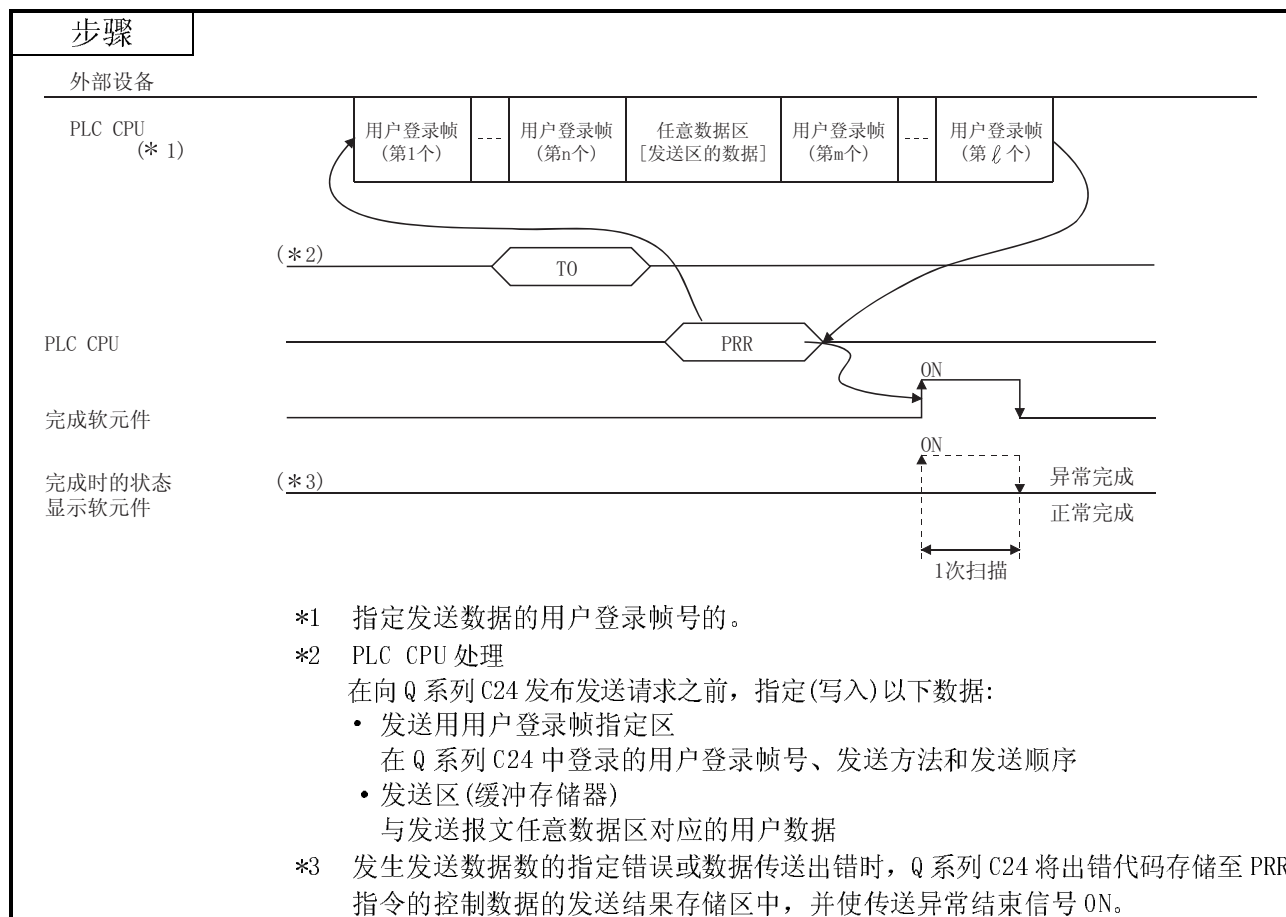 步骤
外部设备
PLC CPU
(* 1)
用户登录帧
(第1个)
用户登录帧
(第n个)
任意数据区
[发送区的数据]
用户登录帧
(第m个)
用户登录帧
(第ℓ个)
(*2)
TO
PLC CPU
PRR
ON
完成软元件
ON
完成时的状态
显示软元件
(*3)
异常完成
正常完成
1次扫描
*1 指定发送数据的用户登录帧号的。
*2 PLC CPU 处理
在向 Q 系列 C24 发布发送请求之前，指定(写入)以下数据:
• 发送用用户登录帧指定区
在 Q 系列 C24 中登录的用户登录帧号、发送方法和发送顺序
• 发送区(缓冲存储器)
与发送报文任意数据区对应的用户数据
*3 发生发送数据数的指定错误或数据传送出错时，Q 系列 C24 将出错代码存储至 PRR
指令的控制数据的发送结果存储区中，并使传送异常结束信号 ON。